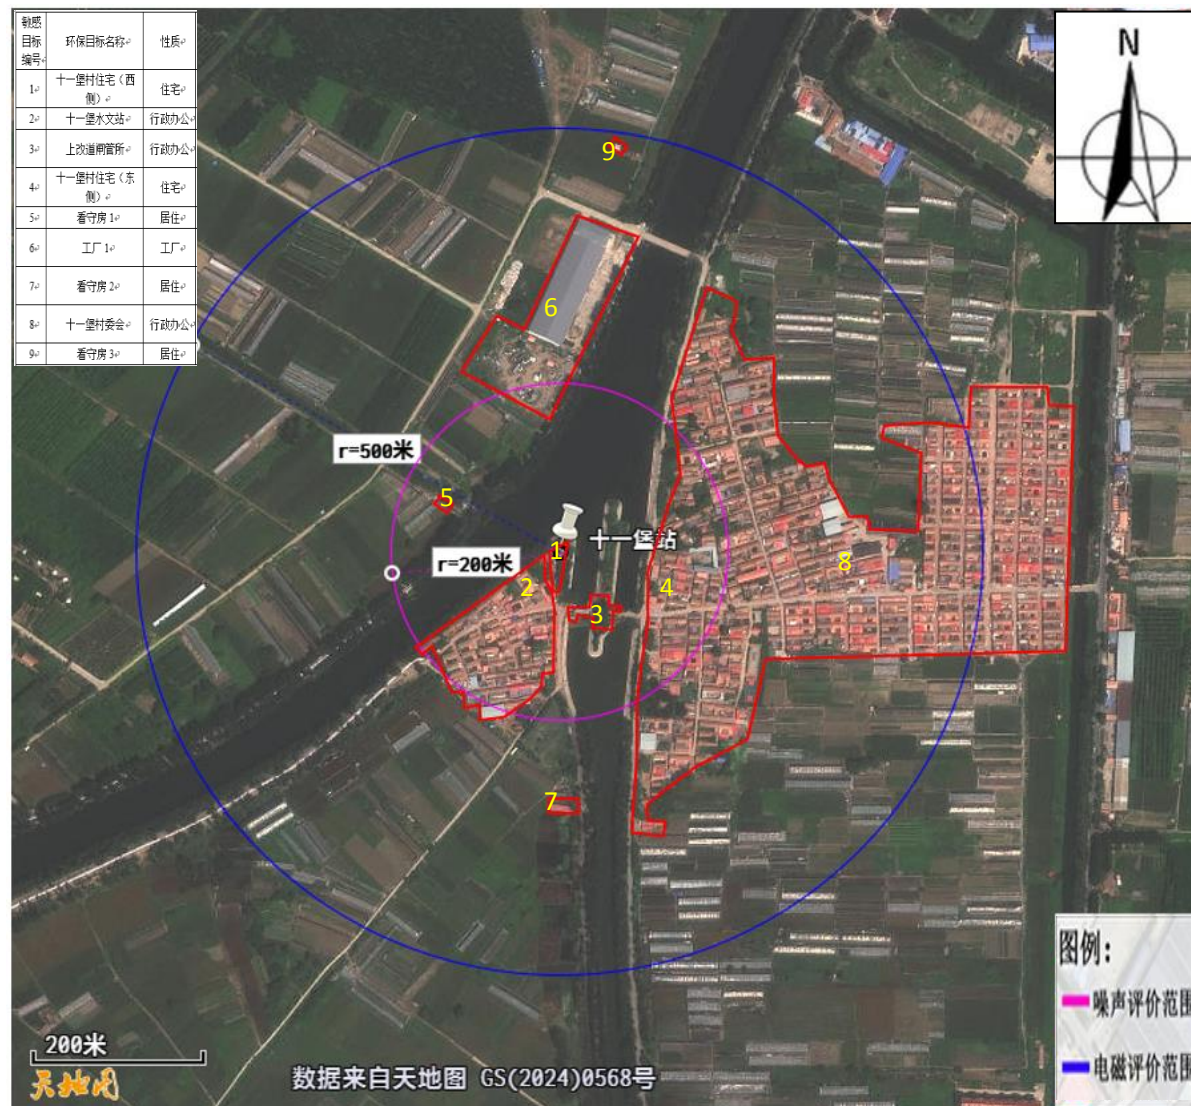 敏感
目标
编号
环保目标名称
性质
1
十一堡村住宅（西
侧）
住宅
2
十一堡水文站
行政办公
3
上改道闸管所
行政办公
4
十一堡村住宅（东
侧）
住宅
5
看守房 1
居住
6
工厂 1
工厂
7
看守房 2
居住
8
十一堡村委会
行政办公
9
看守房 3
居住
N
9
6
r=500米
5
1
十一堡站
r=200米
2
3
4
8
7
200米
天地图
数据来自天地图 GS(2024)0568号
图例：
噪声评价范围
电磁评价范围